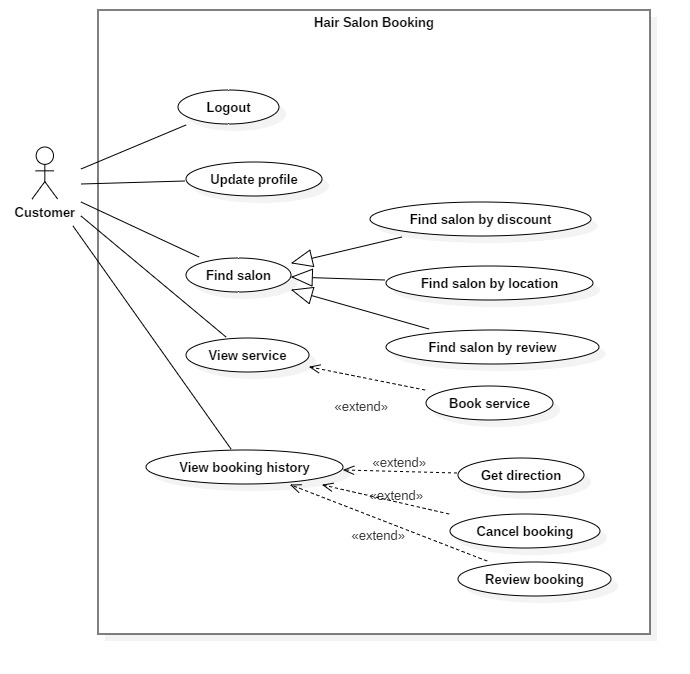 Hair Salon Booking
Logout
Update profile
Customer
Find salon by discount
Find salon
Find salon by location
Find salon by review
View service
Book service
«extend»
View booking history
«extend»
Get direction
«extend»
Cancel booking
«extend»
Review booking